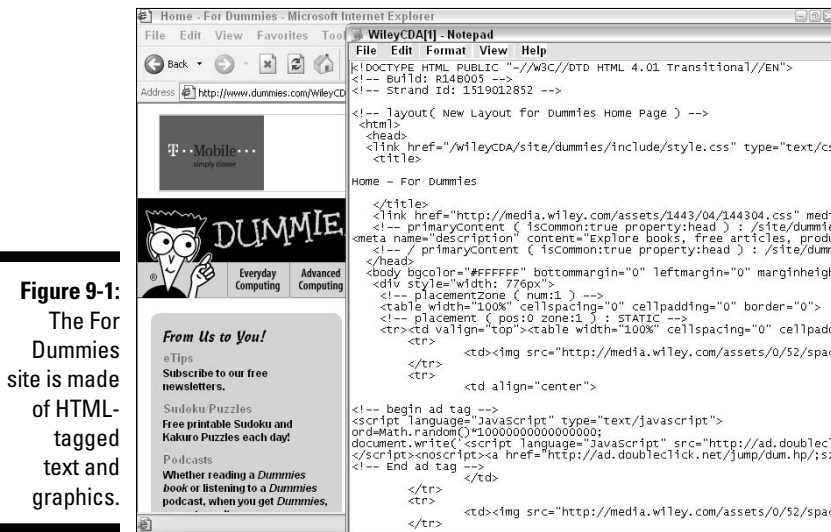 Home - For Dummies - Microsoft Internet Explorer
File Edit View Favorites
Back
Address http://www.dummies.com/WileyCD
T · · Mobile · · ·
simply closer
DUMMIE
®
Everyday Computing
Advanced Computing
From Us to You!
eTips
Subscribe to our free
newsletters.
Sudoku/Puzzles
Free printable Sudoku and
Kakuro Puzzles each day!
Podcasts
Whether reading a Dummies
book or listening to a Dummies
podcast, when you get Dummies,
WileyCDA[1] - Notepad
File Edit Format View Help
<!DOCTYPE HTML PUBLIC "-//W3C//DTD HTML 4.01 Transitional//EN">
<!-- Build: R14B005 -->
<!-- Strand Id: 1519012852 -->
<!-- layout( New Layout for Dummies Home Page ) -->
<html>
<head>
<link href="/WileyCDA/site/dummies/include/style.css" type="text/cs
<title>
Home - For Dummies
</title>
<link href="http://media.wiley.com/assets/1443/04/144304.css" medi
<!-- primaryContent ( isCommon:true property:head ) : /site/dummie
<meta name="description" content="Explore books, free articles, produ
<!-- / primaryContent ( isCommon:true property:head ) : /site/dumm
</head>
<body bgcolor="#FFFFFF" bottommargin="0" leftmargin="0" marginheigh
<div style="width: 776px">
<!-- placementZone ( num:1 ) -->
<table width="100%" cellspacing="0" cellpadding="0" border="0">
<!-- placement ( pos:0 zone:1 ) : STATIC -->
<tr><td valign="top"><table width="100%" cellspacing="0" cellpadd
<tr>
<td><img src="http://media.wiley.com/assets/0/52/spac
</tr>
<tr>
<td align="center">
<!-- begin ad tag -->
<script language="JavaScript" type="text/javascript">
ord=Math.random()*10000000000000000;
document.write('<script language="JavaScript" src="http://ad.doublecl
</script><noscript><a href="http://ad.doubleclick.net/jump/dum.hp/;sz
<!-- End ad tag -->
</td>
</tr>
<tr>
<td><img src="http://media.wiley.com/assets/0/52/spac
</tr>
Figure 9-1:
The For
Dummies
site is made
of HTML-
tagged
text and
graphics.